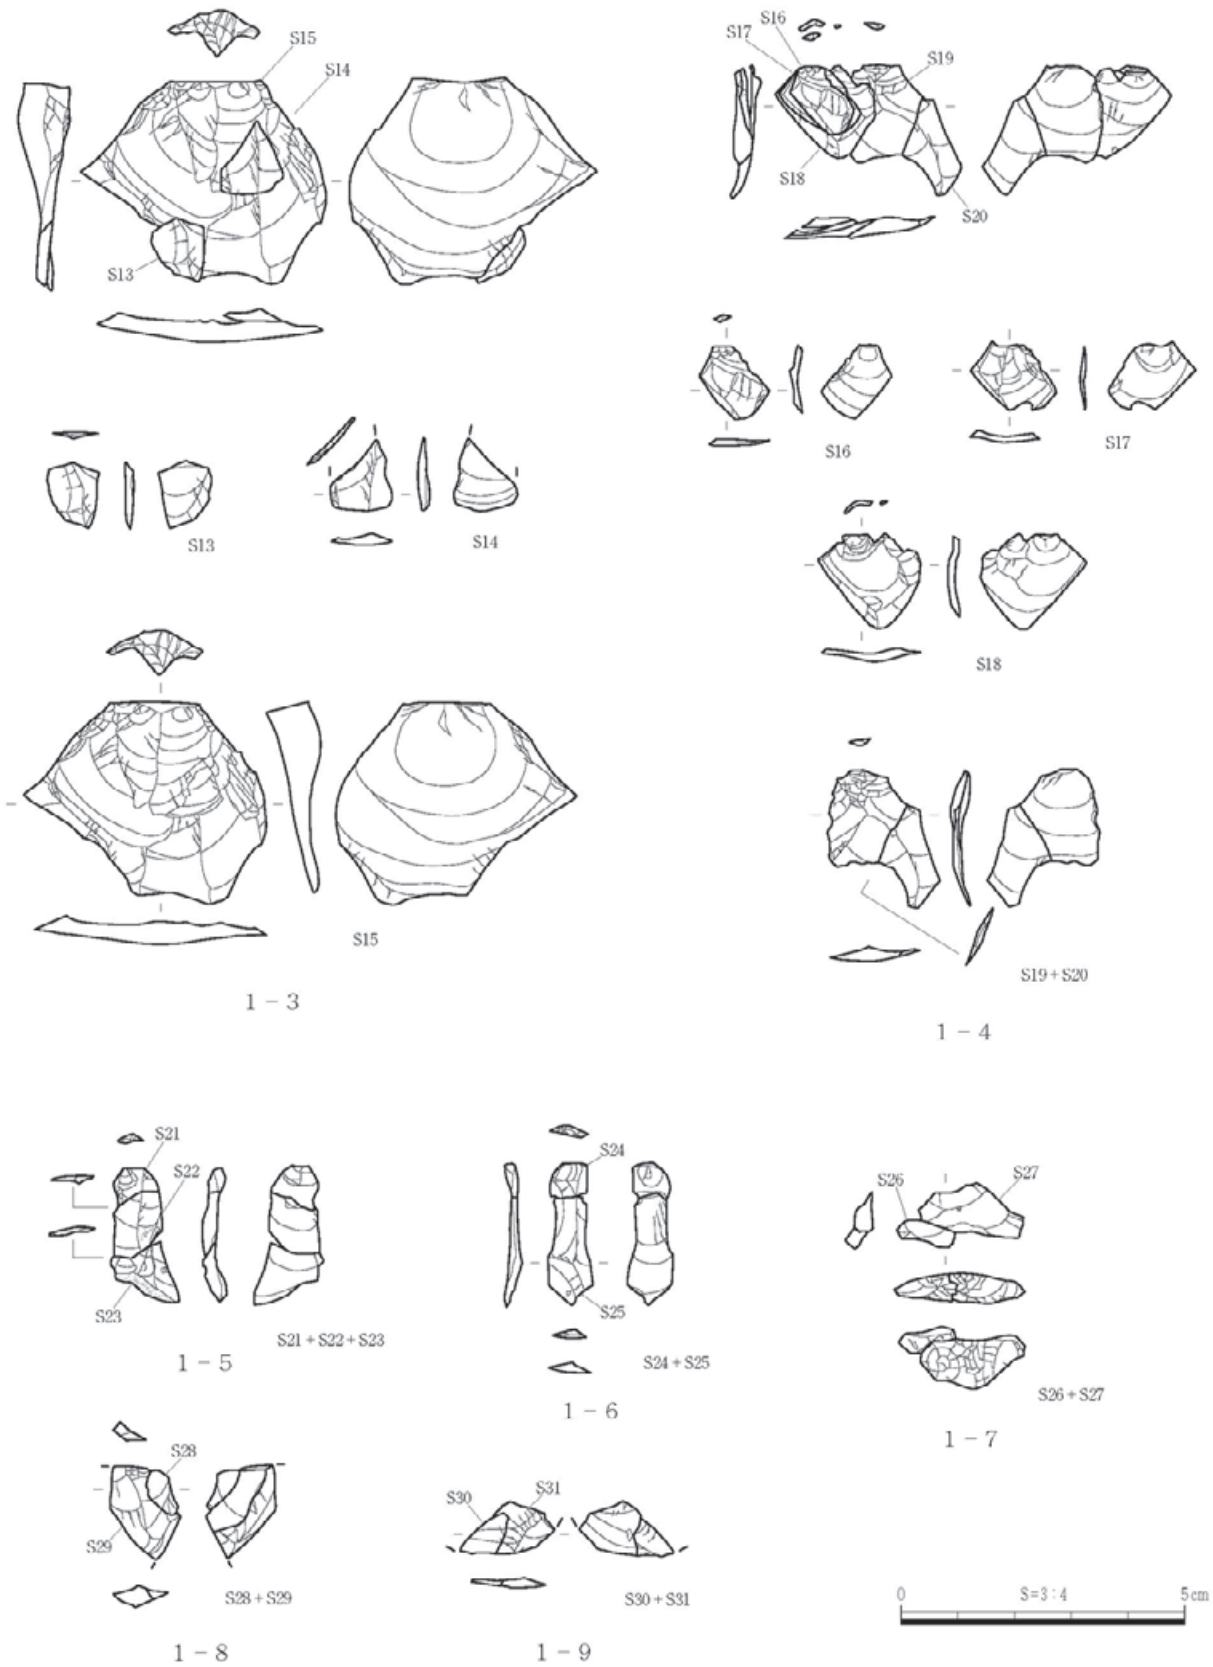 S15
S14
S13
S13
S14
S15
1－3
S16
S17
S19
S18
S20
S16
S17
S18
S19+S20
1－4
S21
S22
S23
S21+S22+S23
1－5
S24
S25
S24+S25
1－6
S26
S27
S26+S27
1－7
S28
S29
S28+S29
1－8
S30
S31
S30+S31
1－9
0 S=3:4 5cm